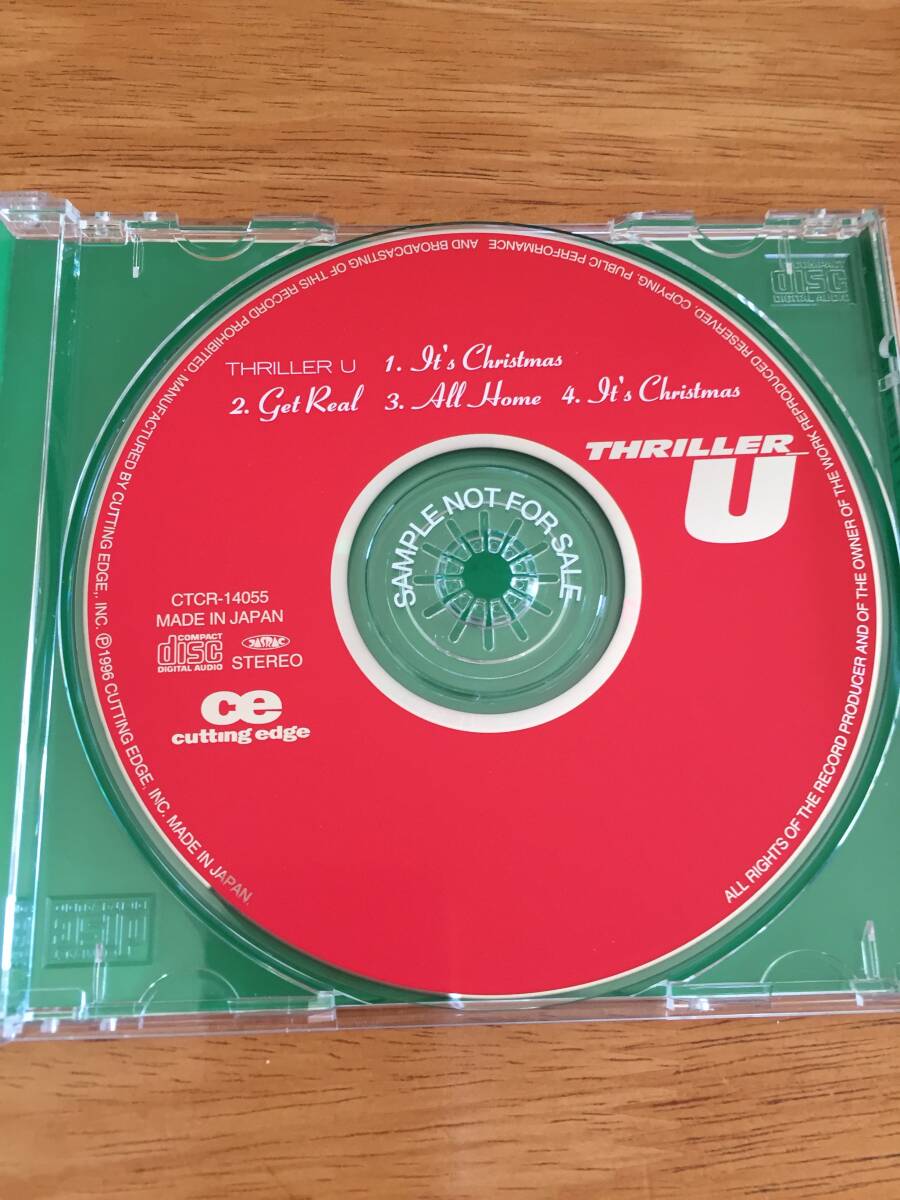 THRILLER U 1. It's Christmas
2. Get Real 3. All Home 4. It's Christmas
THRILLER
U
SAMPLE NOT FOR SALE
CTCR-14055
MADE IN JAPAN
COMPACT
disc
DIGITAL AUDIO
JASRAC
STEREO
ce
cutting edge
ALL RIGHTS OF THE RECORD PRODUCER AND OF THE OWNER OF THE WORK REPRODUCED RESERVED. COPYING, PUBLIC PERFORMANCE AND BROADCASTING OF THIS RECORD PROHIBITED. MANUFACTURED BY CUTTING EDGE,. INC. Ⓟ1996 CUTTING EDGE, INC. MADE IN JAPAN.
COMPACT
disc
DIGITAL AUDIO